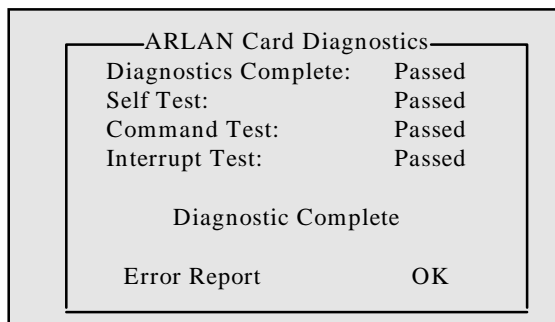 ARLAN Card Diagnostics
Diagnostics Complete: Passed
Self Test: Passed
Command Test: Passed
Interrupt Test: Passed
Diagnostic Complete
Error Report OK